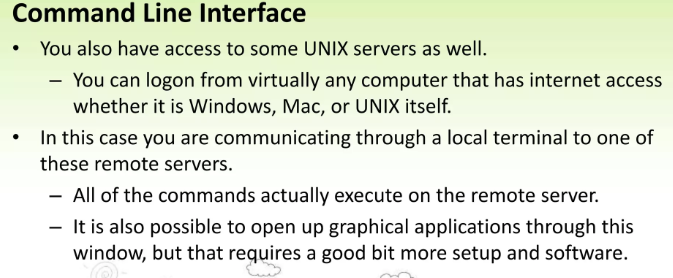 Command Line Interface
• You also have access to some UNIX servers as well.
– You can logon from virtually any computer that has internet access
whether it is Windows, Mac, or UNIX itself.
• In this case you are communicating through a local terminal to one of
these remote servers.
– All of the commands actually execute on the remote server.
– It is also possible to open up graphical applications through this
window, but that requires a good bit more setup and software.